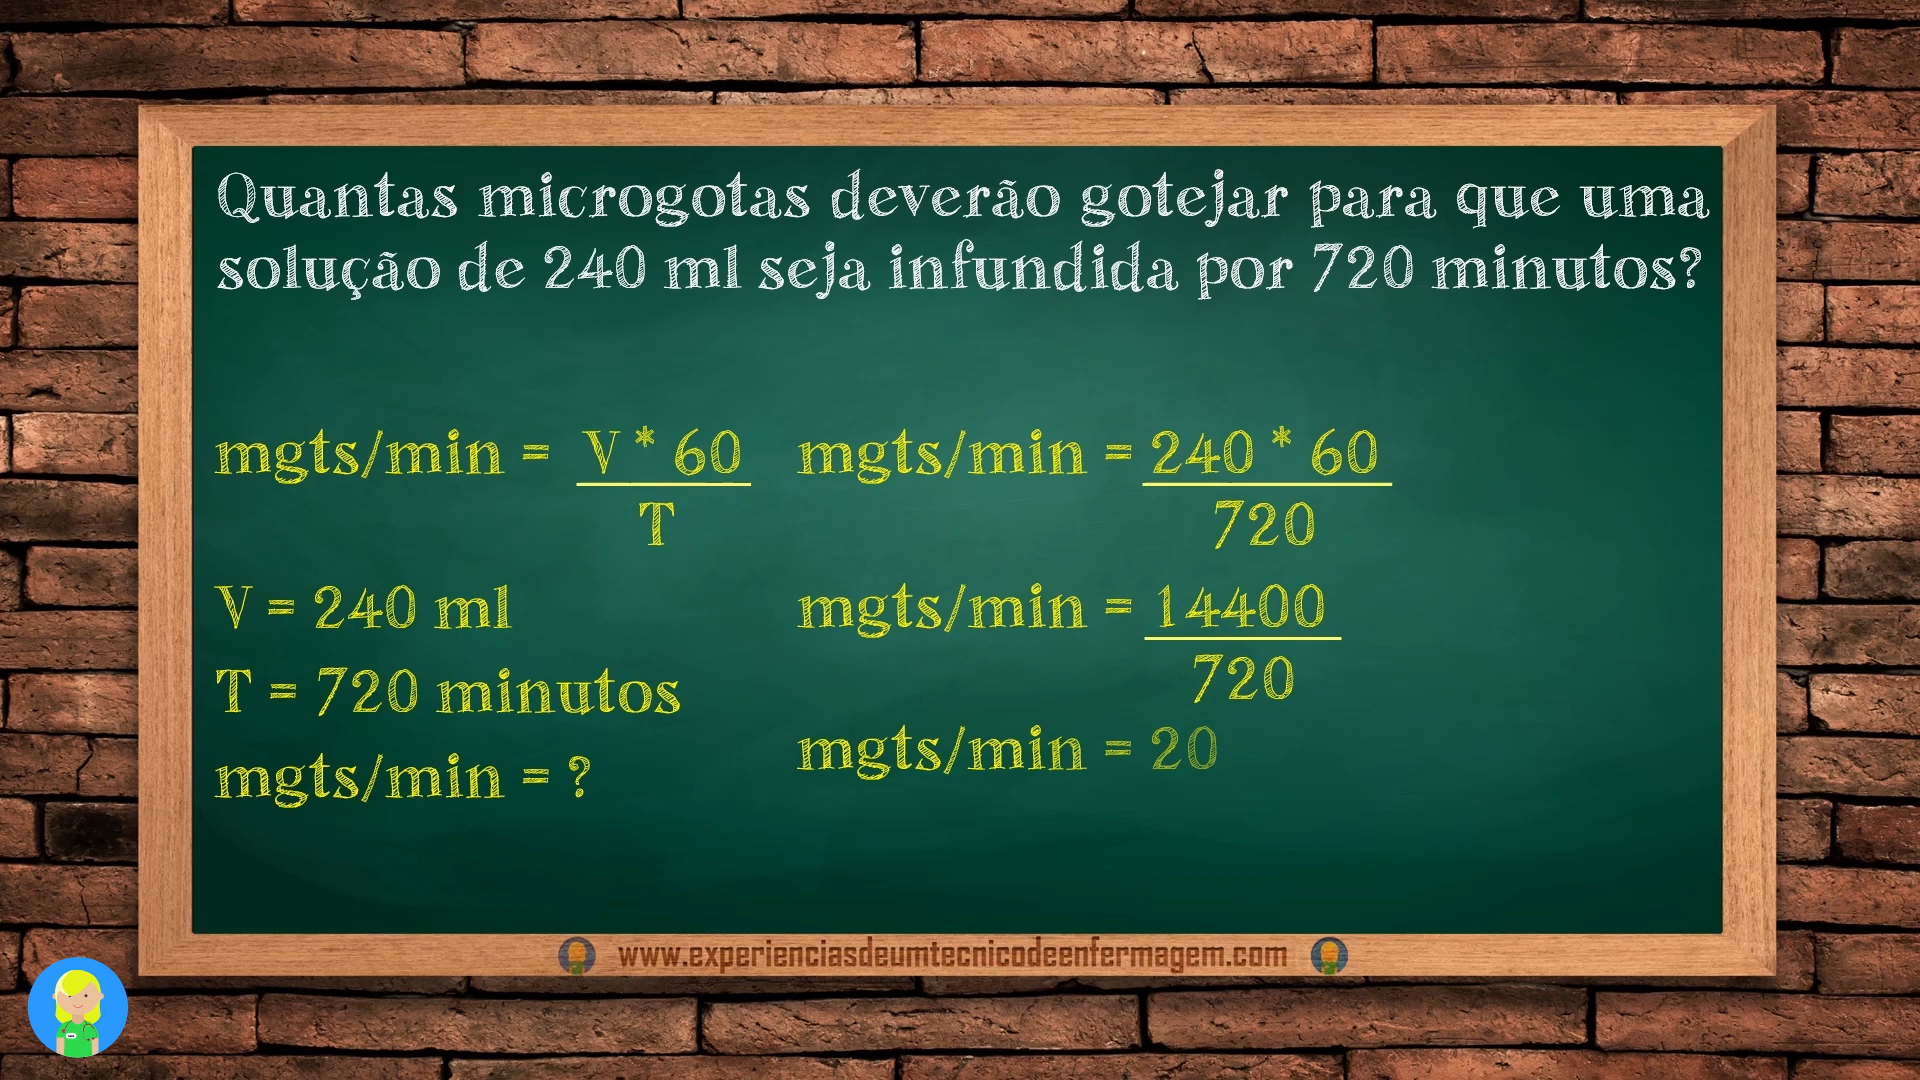 Quantas microgotas deverão gotejar para que uma
solução de 240 ml seja infundida por 720 minutos?
mgts/min = V * 60
T
V = 240 ml
T = 720 minutos
mgts/min = ?
mgts/min = 240 * 60
720
mgts/min = 14400
720
mgts/min = 20
www.experienciasdeumtecnicodeenfermagem.com